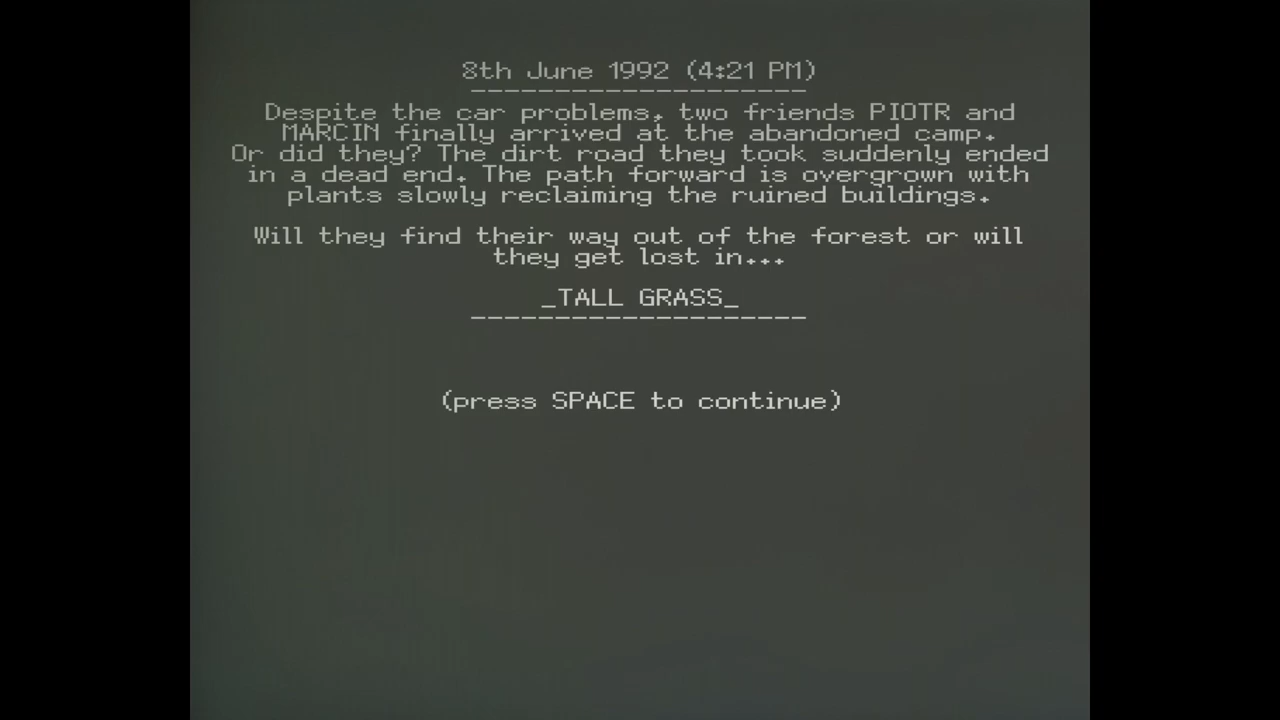 8th June 1992 (4:21 PM)
--------------------
Despite the car problems, two friends PIOTR and
MARCIN finally arrived at the abandoned camp.
Or did they? The dirt road they took suddenly ended
in a dead end. The path forward is overgrown with
plants slowly reclaiming the ruined buildings.
Will they find their way out of the forest or will
they get lost in...
_TALL GRASS_
--------------------
(press SPACE to continue)